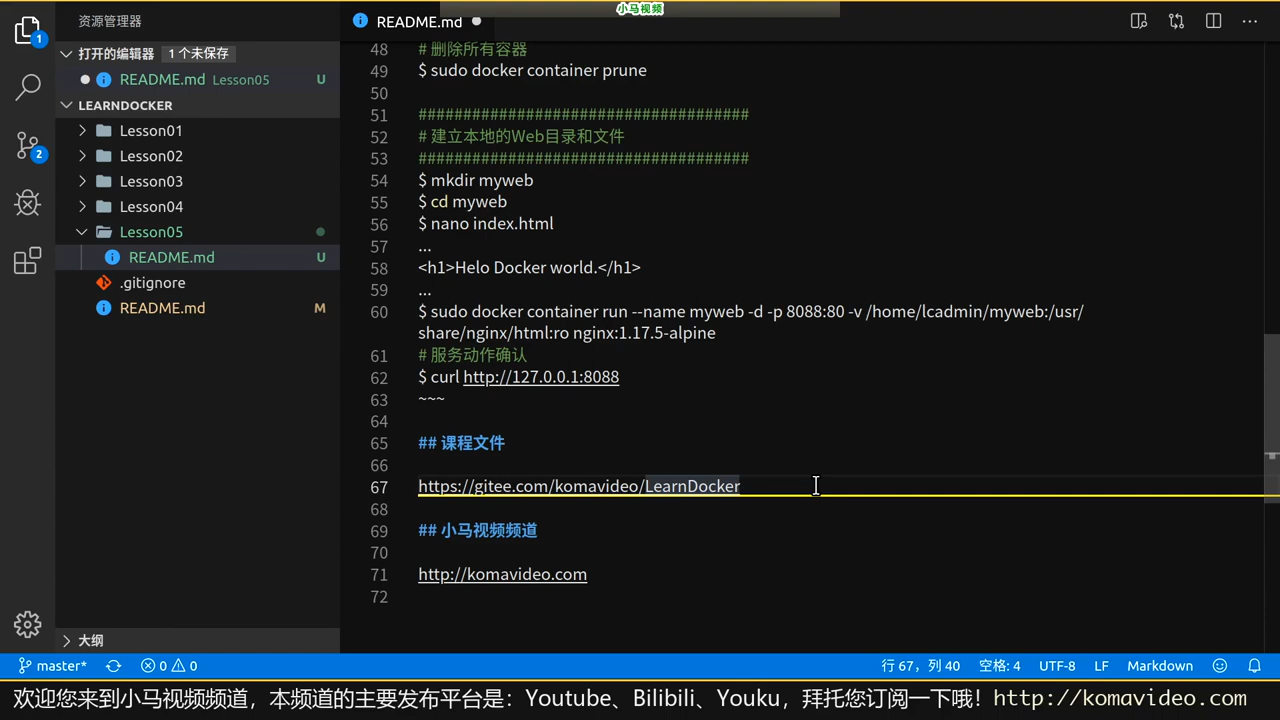 小马视频
资源管理器
README.md
打开的编辑器 1 个未保存
README.md Lesson05 U
LEARNDOCKER
Lesson01
Lesson02
Lesson03
Lesson04
Lesson05
README.md U
.gitignore
README.md M
大纲
48 # 删除所有容器
49 $ sudo docker container prune
50
51 #####################################
52 # 建立本地的Web目录和文件
53 #####################################
54 $ mkdir myweb
55 $ cd myweb
56 $ nano index.html
57 ...
58 <h1>Helo Docker world.</h1>
59 ...
60 $ sudo docker container run --name myweb -d -p 8088:80 -v /home/lcadmin/myweb:/usr/
share/nginx/html:ro nginx:1.17.5-alpine
61 # 服务动作确认
62 $ curl http://127.0.0.1:8088
63 ~~~
64
65 ## 课程文件
66
67 https://gitee.com/komavideo/LearnDocker
68
69 ## 小马视频频道
70
71 http://komavideo.com
72
1
2
master* 0 0 行 67，列 40 空格: 4 UTF-8 LF Markdown
欢迎您来到小马视频频道，本频道的主要发布平台是：Youtube、Bilibili、Youku，拜托您订阅一下哦！http://komavideo.com